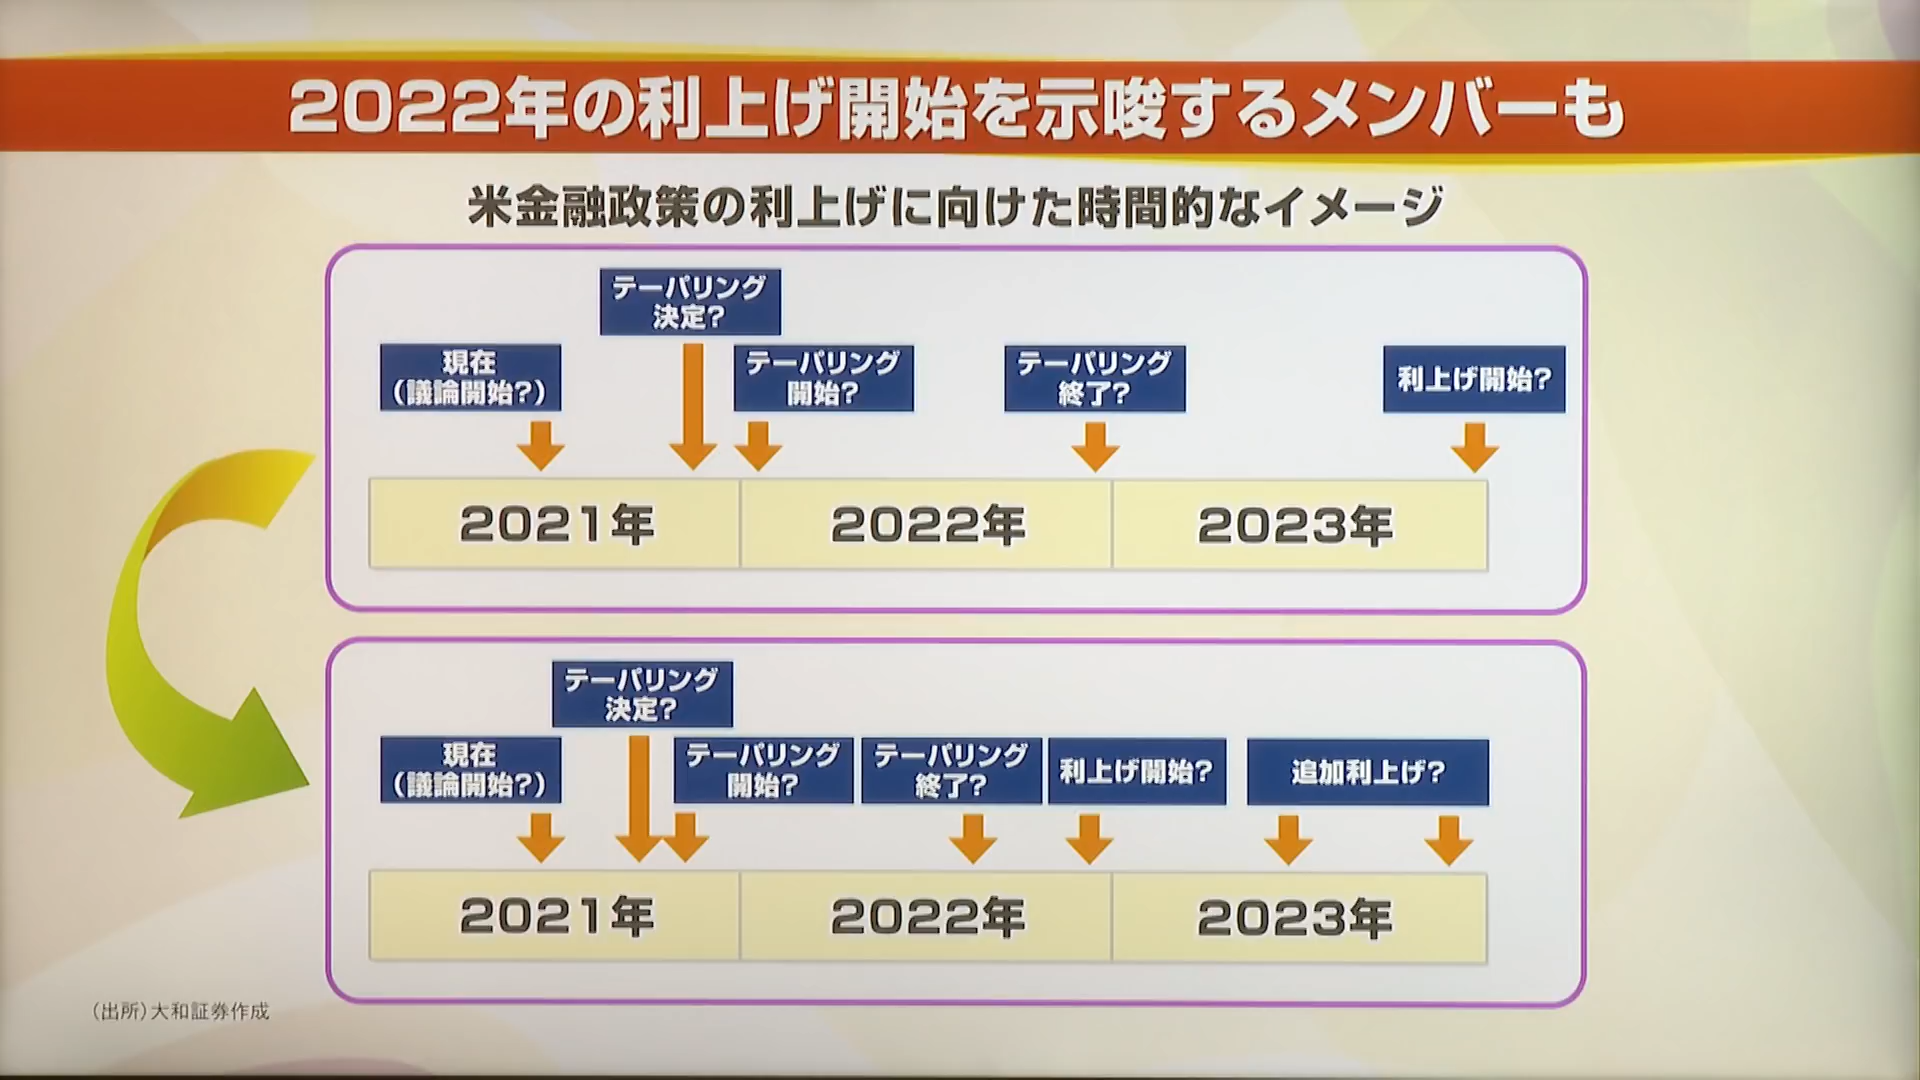 2022年の利上げ開始を示唆するメンバーも
米金融政策の利上げに向けた時間的なイメージ
テーパリング
決定?
現在
(議論開始?)
テーパリング
開始?
テーパリング
終了?
利上げ開始?
2021年
2022年
2023年
テーパリング
決定?
現在
(議論開始?)
テーパリング
開始?
テーパリング
終了?
利上げ開始?
追加利上げ?
2021年
2022年
2023年
(出所)大和証券作成